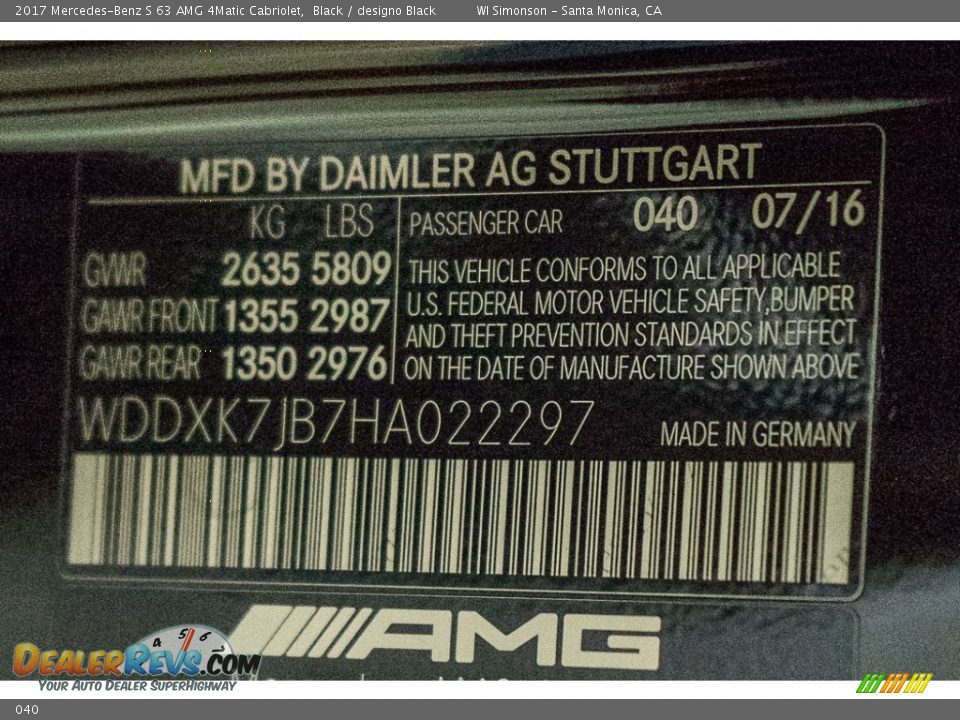 2017 Mercedes-Benz S 63 AMG 4Matic Cabriolet, Black / designo Black WI Simonson - Santa Monica, CA
MFD BY DAIMLER AG STUTTGART
KG LBS
GVWR 2635 5809
GAWR FRONT 1355 2987
GAWR REAR 1350 2976
PASSENGER CAR 040 07/16
THIS VEHICLE CONFORMS TO ALL APPLICABLE
U.S. FEDERAL MOTOR VEHICLE SAFETY,BUMPER
AND THEFT PREVENTION STANDARDS IN EFFECT
ON THE DATE OF MANUFACTURE SHOWN ABOVE
WDDXK7JB7HA022297
MADE IN GERMANY
AMG
4 5 6
DEALERREVS.COM
YOUR AUTO DEALER SUPERHIGHWAY
040